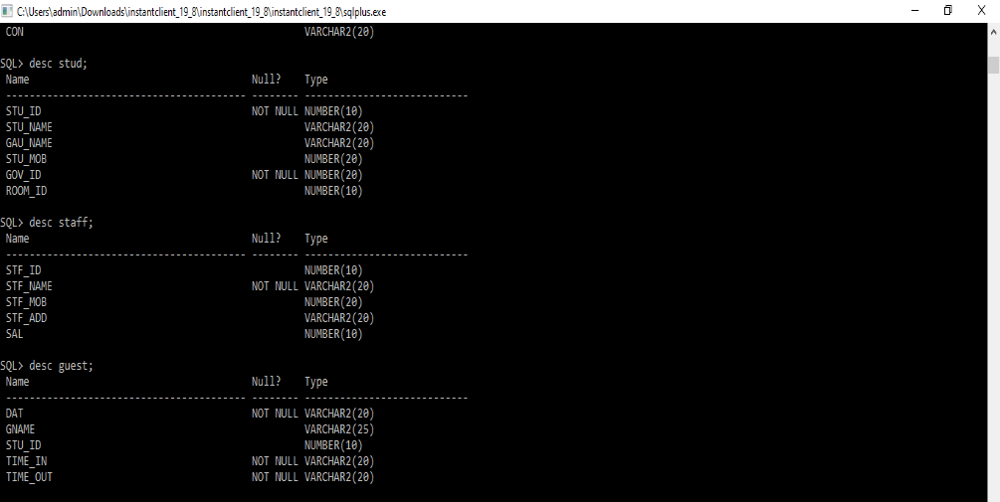 C:\Users\admin\Downloads\instantclient_19_8\instantclient_19_8\instantclient_19_8\sqlplus.exe
CON VARCHAR2(20)
SQL> desc stud;
Name Null? Type
----------------------------------------- -------- ----------------------------
STU_ID NOT NULL NUMBER(10)
STU_NAME VARCHAR2(20)
GAU_NAME VARCHAR2(20)
STU_MOB NUMBER(20)
GOV_ID NOT NULL NUMBER(20)
ROOM_ID NUMBER(10)
SQL> desc staff;
Name Null? Type
----------------------------------------- -------- ----------------------------
STF_ID NUMBER(10)
STF_NAME NOT NULL VARCHAR2(20)
STF_MOB NUMBER(20)
STF_ADD VARCHAR2(20)
SAL NUMBER(10)
SQL> desc guest;
Name Null? Type
----------------------------------------- -------- ----------------------------
DAT NOT NULL VARCHAR2(20)
GNAME VARCHAR2(25)
STU_ID NUMBER(10)
TIME_IN NOT NULL VARCHAR2(20)
TIME_OUT NOT NULL VARCHAR2(20)